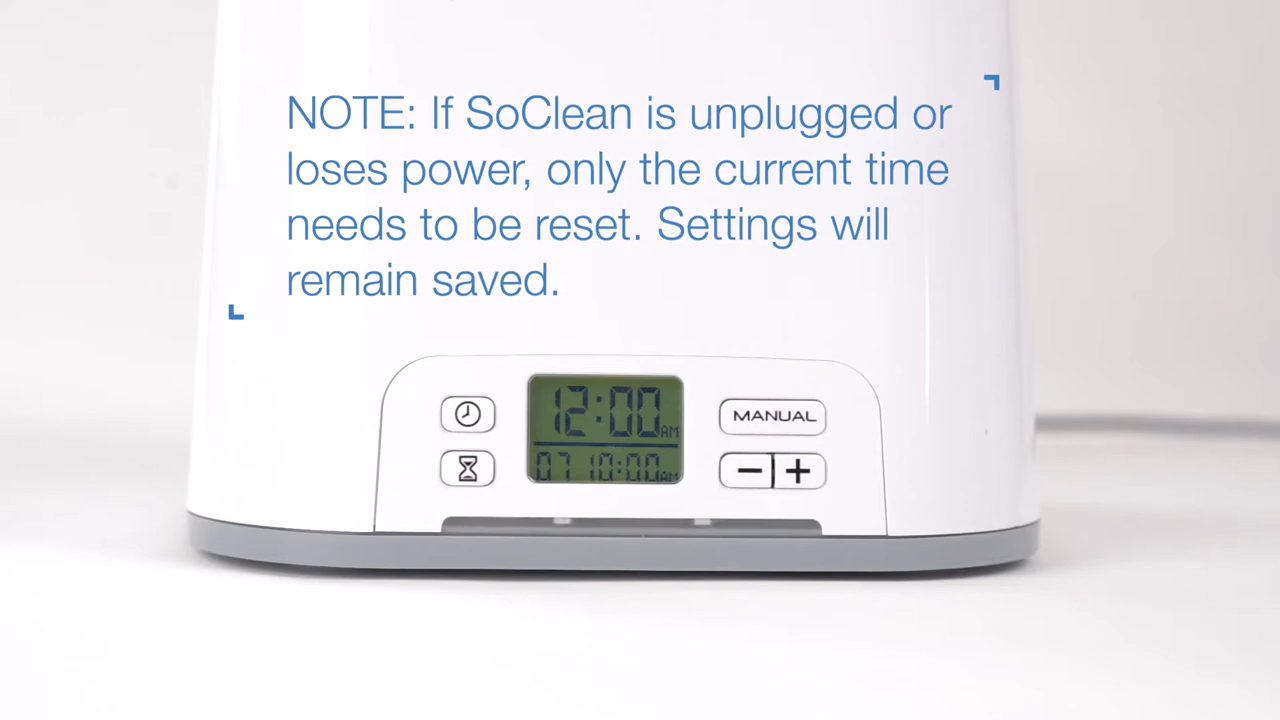 NOTE: If SoClean is unplugged or
loses power, only the current time
needs to be reset. Settings will
remain saved.
12:00 AM
MANUAL
07 10:00 AM
− +